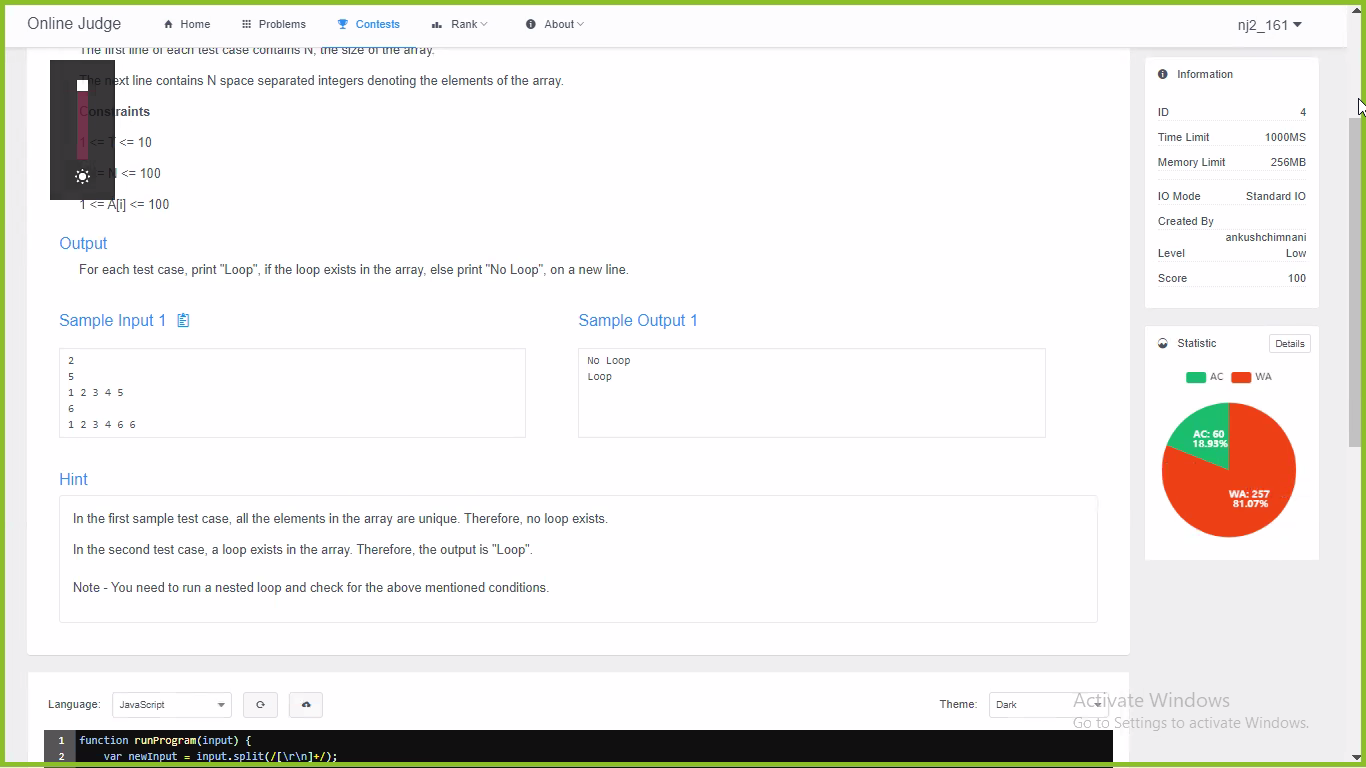 Online Judge
Home
Problems
Contests
Rank
About
nj2_161
The first line of each test case contains N, the size of the array.
The next line contains N space separated integers denoting the elements of the array.
Constraints
1 <= T <= 10
<= N <= 100
1 <= A[i] <= 100
Output
For each test case, print "Loop", if the loop exists in the array, else print "No Loop", on a new line.
Sample Input 1
Sample Output 1
2
5
1 2 3 4 5
6
1 2 3 4 6 6
No Loop
Loop
Hint
In the first sample test case, all the elements in the array are unique. Therefore, no loop exists.
In the second test case, a loop exists in the array. Therefore, the output is "Loop".
Note - You need to run a nested loop and check for the above mentioned conditions.
Language:
JavaScript
Theme:
Dark
1 function runProgram(input) {
2 var newInput = input.split(/[\r\n]+/);
Information
ID 4
Time Limit 1000MS
Memory Limit 256MB
IO Mode Standard IO
Created By
ankushchimnani
Level Low
Score 100
Statistic
Details
AC WA
AC: 60
18.93%
WA: 257
81.07%
Activate Windows
Go to Settings to activate Windows.